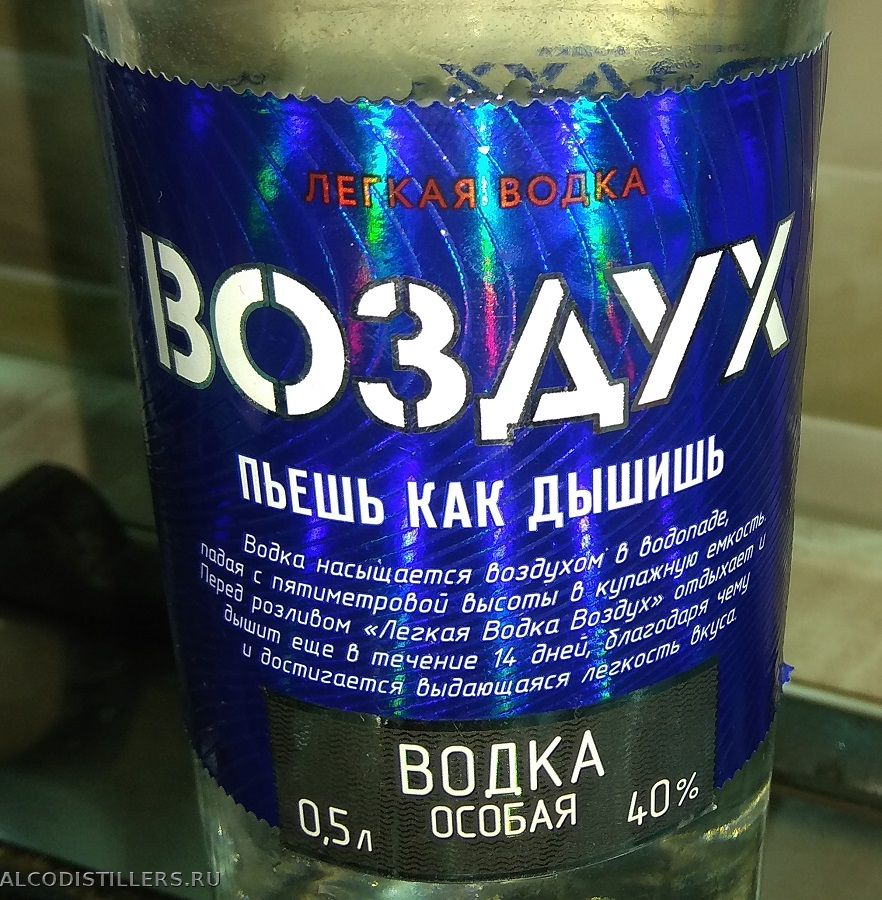 ЛЕГКАЯ ВОДКА
ВОЗДУХ
ПЬЕШЬ КАК ДЫШИШЬ
Водка насыщается воздухом в водопаде,
падая с пятиметровой высоты в купажную емкость.
Перед розливом «Легкая Водка Воздух» отдыхает и
дышит еще в течение 14 дней, благодаря чему
и достигается выдающаяся легкость вкуса.
ВОДКА
ОСОБАЯ
0,5л 40%
ALCODISTILLERS.RU